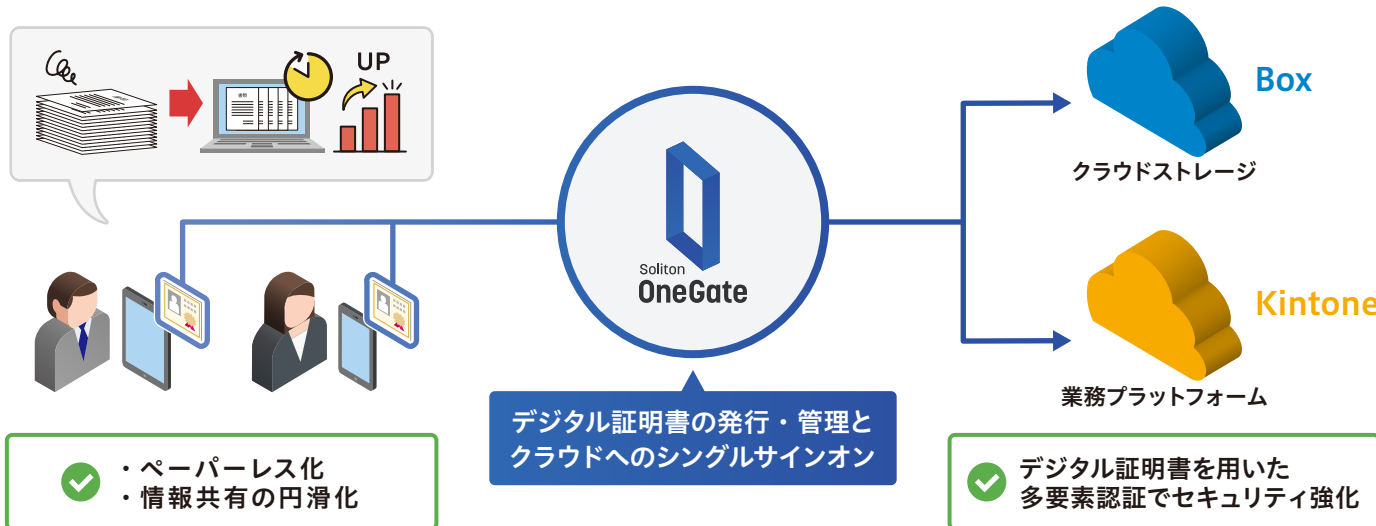 UP
書類
Box
クラウドストレージ
Soliton
OneGate
Kintone
業務プラットフォーム
デジタル証明書の発行・管理と
クラウドへのシングルサインオン
・ペーパーレス化
・情報共有の円滑化
デジタル証明書を用いた
多要素認証でセキュリティ強化